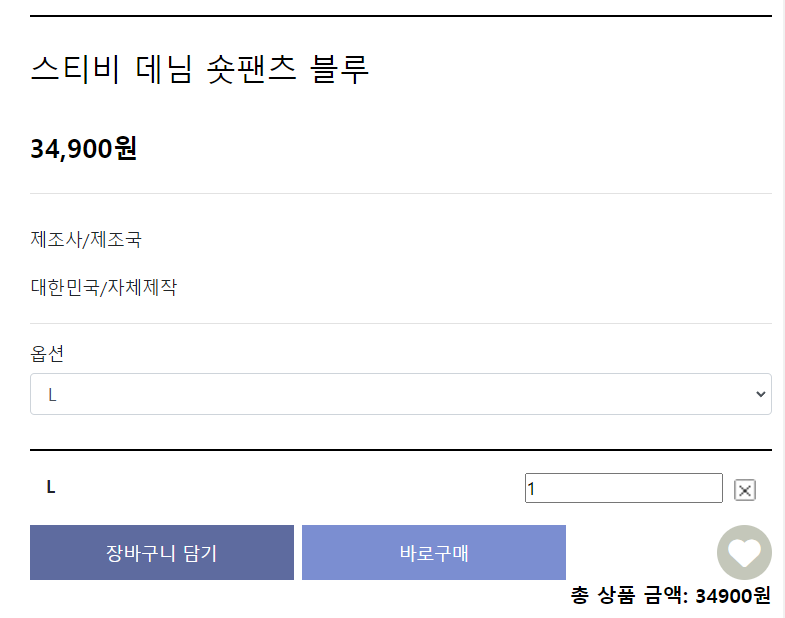 스티비 데님 숏팬츠 블루
34,900원
제조사/제조국
대한민국/자체제작
옵션
L
L 1
장바구니 담기 바로구매
총 상품 금액: 34900원